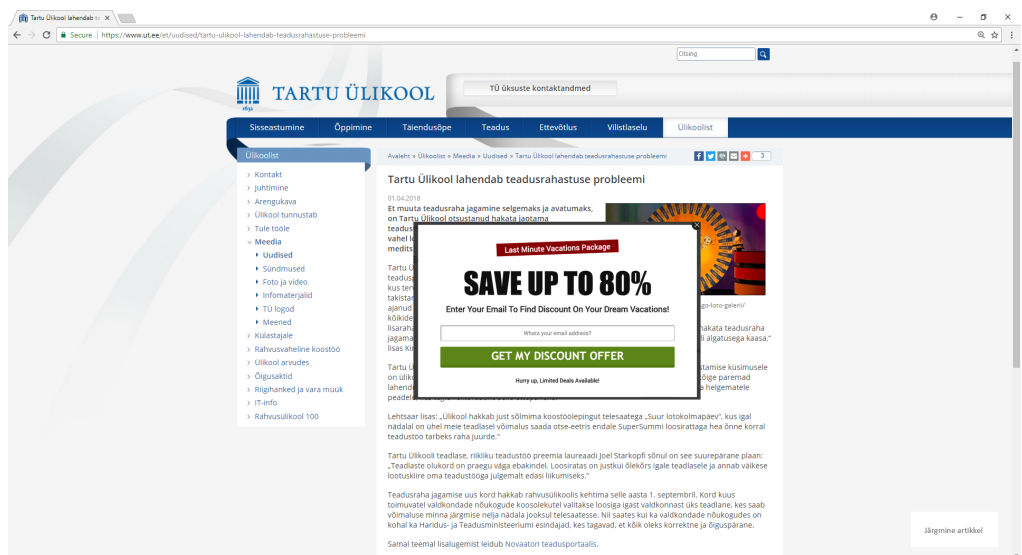 Tartu Ülikool lahendab te
Secure
https://www.ut.ee/et/uudised/tartu-ulikool-lahendab-teadusrahastuse-probleemi
Otsing
TARTU ÜLIKOOL
1632
TÜ üksuste kontaktandmed
Sisseastumine Õppimine Täiendusõpe Teadus Ettevõtlus Vilistlaselu Ülikoolist
Ülikoolist
Kontakt
Juhtimine
Arengukava
Ülikool tunnustab
Tule tööle
Meedia
Uudised
Sündmused
Foto ja video
Infomaterjalid
TÜ logod
Meened
Külastajale
Rahvusvaheline koostöö
Ülikool arvudes
Õigusaktid
Riigihanked ja vara müük
IT-info
Rahvusülikool 100
Avaleht » Ülikoolist » Meedia » Uudised » Tartu Ülikool lahendab teadusrahastuse probleemi
3
Tartu Ülikool lahendab teadusrahastuse probleemi
01.04.2018
Et muuta teadusraha jagamine selgemaks ja avatumaks,
on Tartu Ülikool otsustanud hakata jaotama
Last Minute Vacations Package
SAVE UP TO 80%
Enter Your Email To Find Discount On Your Dream Vacations!
Whats your email address?
GET MY DISCOUNT OFFER
Hurry up, Limited Deals Available!
hakata teadusraha
algatusega kaasa,"
küsimusele
paremad
helgematele
Lehtsaar lisas: „Ülikool hakkab just sõlmima koostöölepingut telesaatega „Suur lotokolmapäev", kus igal
nädalal on ühel meie teadlasel võimalus saada otse-eetris endale SuperSummi loosirattaga hea õnne korral
teadustöö tarbeks raha juurde."
Tartu Ülikooli teadlase, riikliku teadustöö preemia laureaadi Joel Starkopfi sõnul on see suurepärane plaan:
„Teadlaste olukord on praegu väga ebakindel. Loosiratas on justkui õlekõrs igale teadlasele ja annab väikese
lootuskiire oma teadustööga julgemalt edasi liikumiseks."
Teadusraha jagamise uus kord hakkab rahvusülikoolis kehtima selle aasta 1. septembril. Kord kuus
toimuvatel valdkondade nõukogude koosolekutel valitakse loosiga igast valdkonnast üks teadlane, kes saab
võimaluse minna järgmise nelja nädala jooksul telesaatesse. Nii saates kui ka valdkondade nõukogudes on
kohal ka Haridus- ja Teadusministeeriumi esindajad, kes tagavad, et kõik oleks korrektne ja õiguspärane.
Samal teemal lisalugemist leidub Novaatori teadusportaalis.
Järgmine artikkel